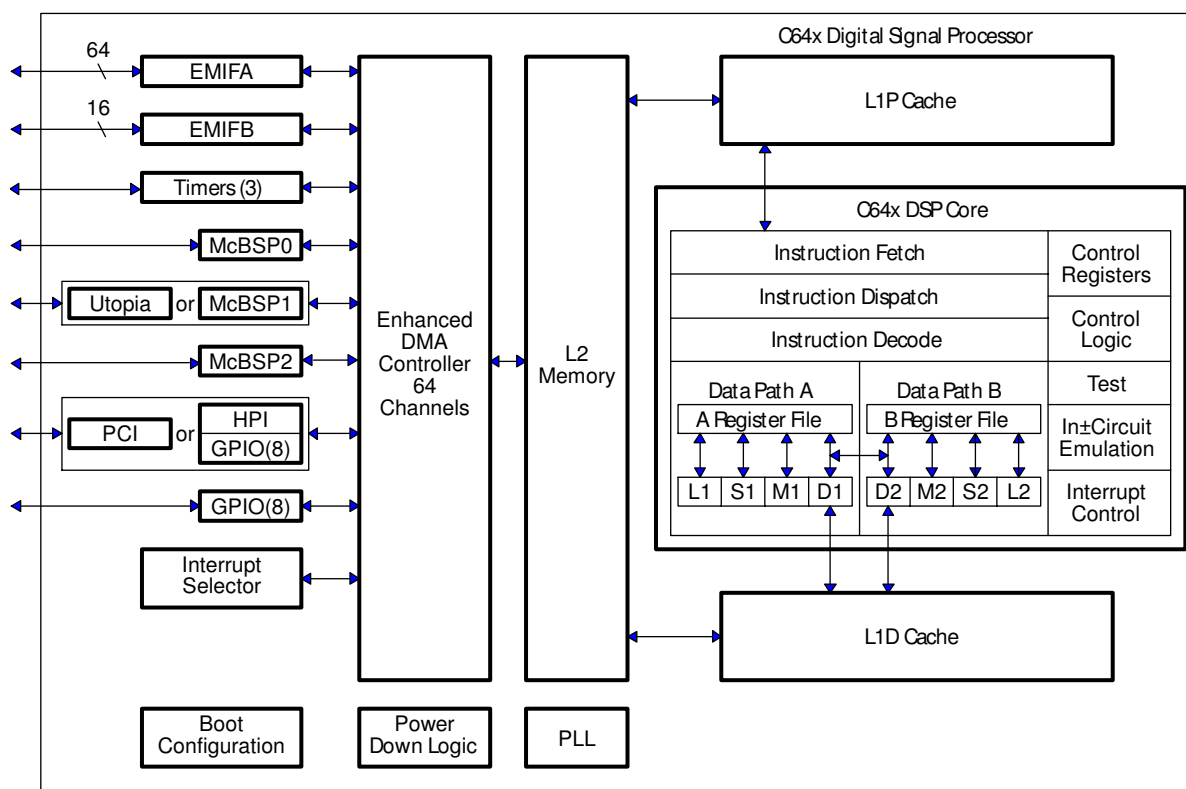 C64x Digital Signal Processor
64
EMIFA
16
EMIFB
Timers (3)
McBSP0
Utopia or McBSP1
McBSP2
PCI or HPI
GPIO(8)
GPIO(8)
Interrupt
Selector
Boot
Configuration
Enhanced
DMA
Controller
64
Channels
Power
Down Logic
L2
Memory
PLL
L1P Cache
C64x DSP Core
Instruction Fetch
Instruction Dispatch
Instruction Decode
Control
Registers
Control
Logic
Test
In±Circuit
Emulation
Interrupt
Control
Data Path A
A Register File
L1 S1 M1 D1
Data Path B
B Register File
D2 M2 S2 L2
L1D Cache